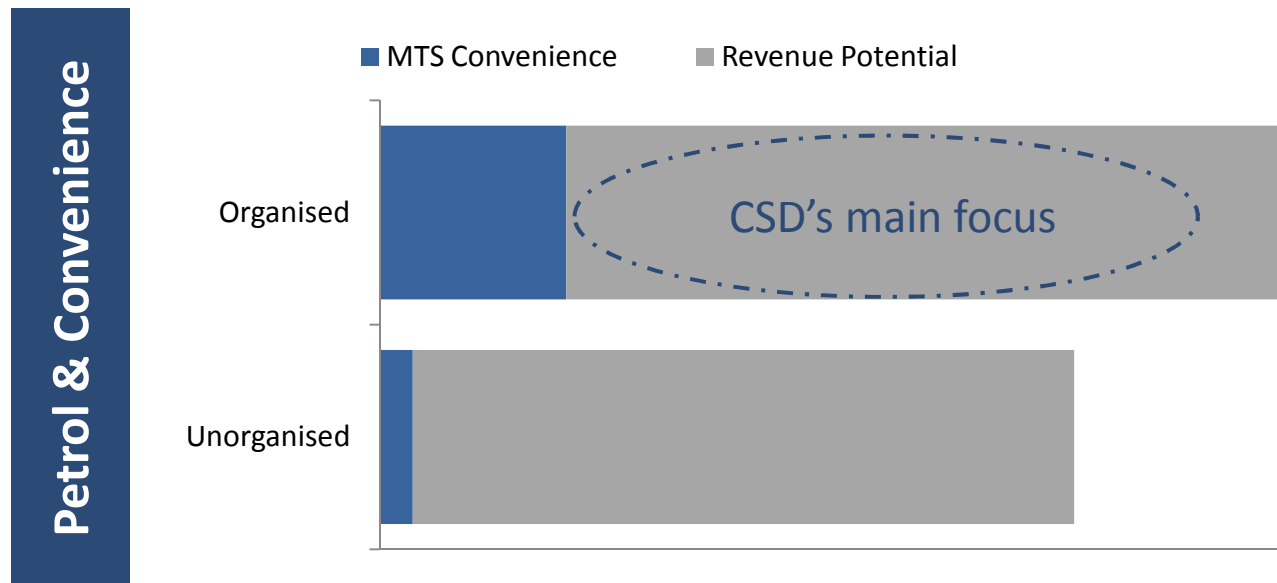 Petrol & Convenience
MTS Convenience
Revenue Potential
Organised
CSD’s main focus
Unorganised